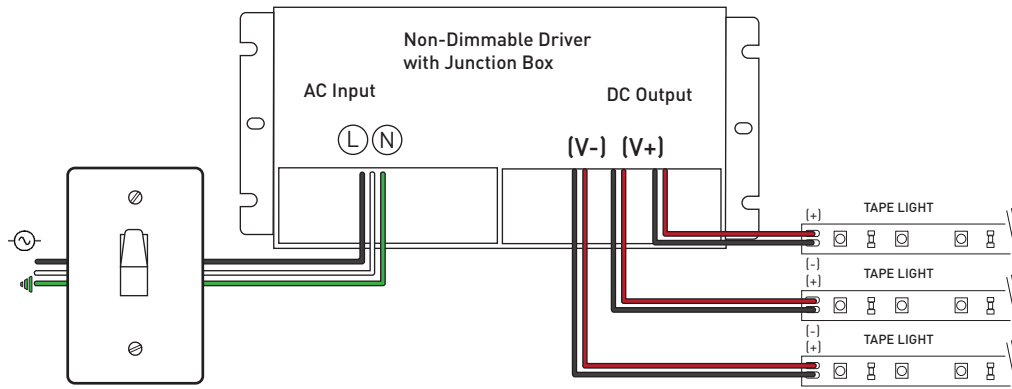 Non-Dimmable Driver
with Junction Box
AC Input
DC Output
L N
(V-) (V+)
(+)
TAPE LIGHT
(-)
(+)
TAPE LIGHT
(-)
(+)
TAPE LIGHT